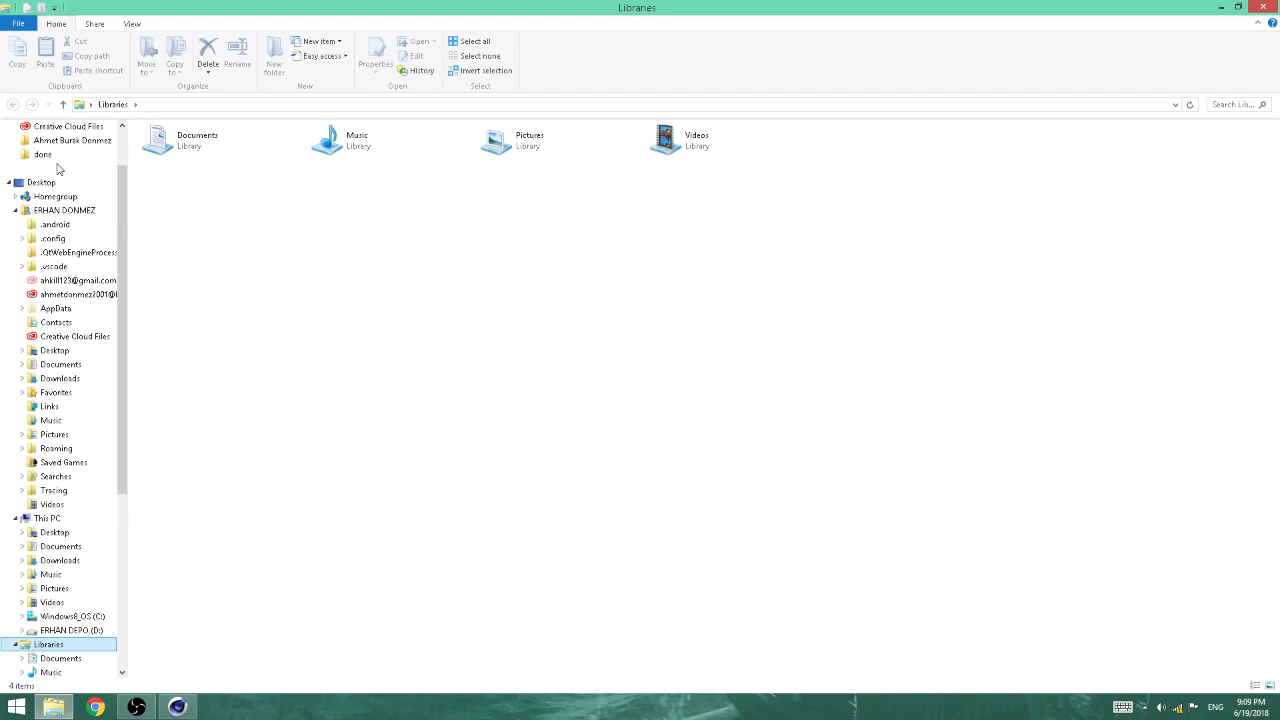 Libraries
File Home Share View
Copy
Paste
Cut
Copy path
Paste shortcut
Clipboard
Move to
Copy to
Delete
Rename
Organize
New folder
New item
Easy access
New
Properties
Open
Edit
History
Open
Select all
Select none
Invert selection
Select
Libraries
Search Lib...
Creative Cloud Files
Ahmet Burak Donmez
done
Desktop
Homegroup
ERHAN DONMEZ
.android
.config
.QtWebEngineProcess
.vscode
ahkill123@gmail.com
ahmetdonmez2001@
AppData
Contacts
Creative Cloud Files
Desktop
Documents
Downloads
Favorites
Links
Music
Pictures
Roaming
Saved Games
Searches
Tracing
Videos
This PC
Desktop
Documents
Downloads
Music
Pictures
Videos
Windows8_OS (C:)
ERHAN DEPO (D:)
Libraries
Documents
Music
Documents
Library
Music
Library
Pictures
Library
Videos
Library
4 items
ENG
9:09 PM
6/19/2018